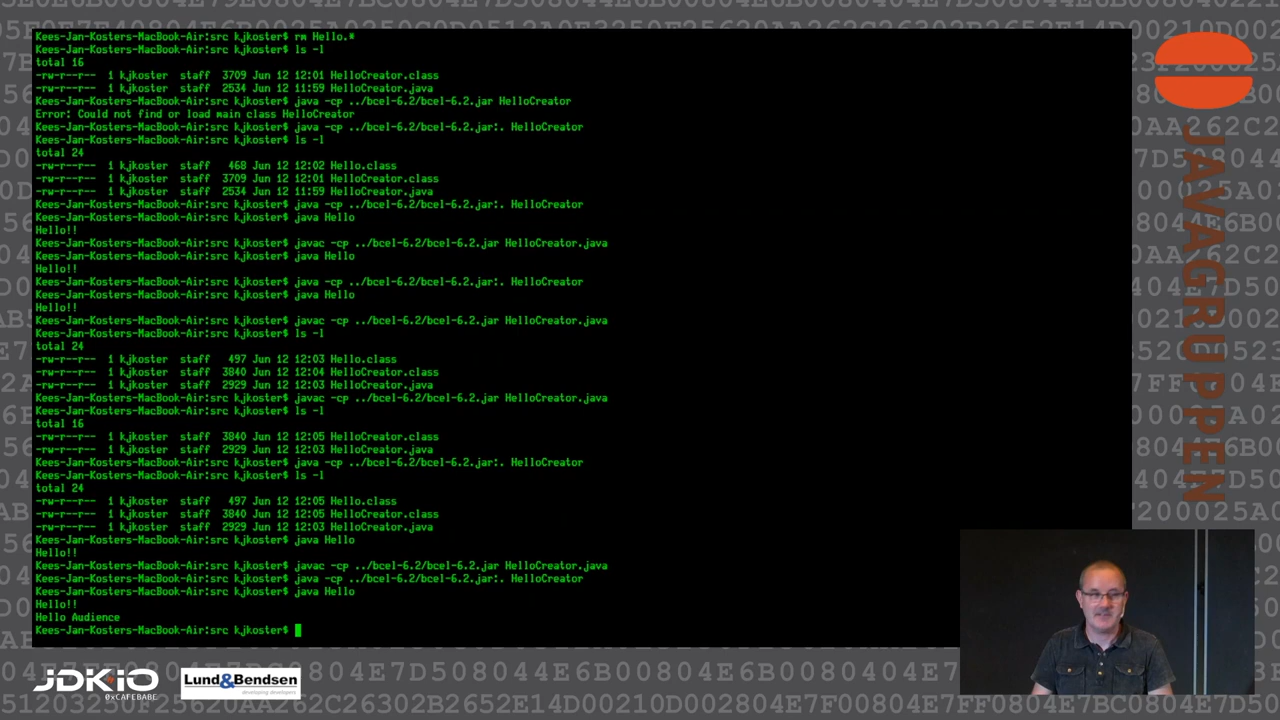 Kees-Jan-Kosters-MacBook-Air:src kjkoster$ rm Hello.*
Kees-Jan-Kosters-MacBook-Air:src kjkoster$ ls -l
total 16
-rw-r--r--  1 kjkoster  staff  3709 Jun 12 12:01 HelloCreator.class
-rw-r--r--  1 kjkoster  staff  2534 Jun 12 11:59 HelloCreator.java
Kees-Jan-Kosters-MacBook-Air:src kjkoster$ java -cp ../bcel-6.2/bcel-6.2.jar HelloCreator
Error: Could not find or load main class HelloCreator
Kees-Jan-Kosters-MacBook-Air:src kjkoster$ java -cp ../bcel-6.2/bcel-6.2.jar:. HelloCreator
Kees-Jan-Kosters-MacBook-Air:src kjkoster$ ls -l
total 24
-rw-r--r--  1 kjkoster  staff   468 Jun 12 12:02 Hello.class
-rw-r--r--  1 kjkoster  staff  3709 Jun 12 12:01 HelloCreator.class
-rw-r--r--  1 kjkoster  staff  2534 Jun 12 11:59 HelloCreator.java
Kees-Jan-Kosters-MacBook-Air:src kjkoster$ java -cp ../bcel-6.2/bcel-6.2.jar:. HelloCreator
Kees-Jan-Kosters-MacBook-Air:src kjkoster$ java Hello
Hello!!
Kees-Jan-Kosters-MacBook-Air:src kjkoster$ javac -cp ../bcel-6.2/bcel-6.2.jar HelloCreator.java
Kees-Jan-Kosters-MacBook-Air:src kjkoster$ java Hello
Hello!!
Kees-Jan-Kosters-MacBook-Air:src kjkoster$ java -cp ../bcel-6.2/bcel-6.2.jar:. HelloCreator
Kees-Jan-Kosters-MacBook-Air:src kjkoster$ java Hello
Hello!!
Kees-Jan-Kosters-MacBook-Air:src kjkoster$ javac -cp ../bcel-6.2/bcel-6.2.jar HelloCreator.java
Kees-Jan-Kosters-MacBook-Air:src kjkoster$ ls -l
total 24
-rw-r--r--  1 kjkoster  staff   497 Jun 12 12:03 Hello.class
-rw-r--r--  1 kjkoster  staff  3840 Jun 12 12:04 HelloCreator.class
-rw-r--r--  1 kjkoster  staff  2929 Jun 12 12:03 HelloCreator.java
Kees-Jan-Kosters-MacBook-Air:src kjkoster$ javac -cp ../bcel-6.2/bcel-6.2.jar HelloCreator.java
Kees-Jan-Kosters-MacBook-Air:src kjkoster$ ls -l
total 16
-rw-r--r--  1 kjkoster  staff  3840 Jun 12 12:05 HelloCreator.class
-rw-r--r--  1 kjkoster  staff  2929 Jun 12 12:03 HelloCreator.java
Kees-Jan-Kosters-MacBook-Air:src kjkoster$ java -cp ../bcel-6.2/bcel-6.2.jar:. HelloCreator
Kees-Jan-Kosters-MacBook-Air:src kjkoster$ ls -l
total 24
-rw-r--r--  1 kjkoster  staff   497 Jun 12 12:05 Hello.class
-rw-r--r--  1 kjkoster  staff  3840 Jun 12 12:05 HelloCreator.class
-rw-r--r--  1 kjkoster  staff  2929 Jun 12 12:03 HelloCreator.java
Kees-Jan-Kosters-MacBook-Air:src kjkoster$ java Hello
Hello!!
Kees-Jan-Kosters-MacBook-Air:src kjkoster$ javac -cp ../bcel-6.2/bcel-6.2.jar HelloCreator.java
Kees-Jan-Kosters-MacBook-Air:src kjkoster$ java -cp ../bcel-6.2/bcel-6.2.jar:. HelloCreator
Kees-Jan-Kosters-MacBook-Air:src kjkoster$ java Hello
Hello!!
Hello Audience
Kees-Jan-Kosters-MacBook-Air:src kjkoster$
JAVAGRUPPEN
JDK.IO
0xCAFEBABE
Lund&Bendsen
developing developers